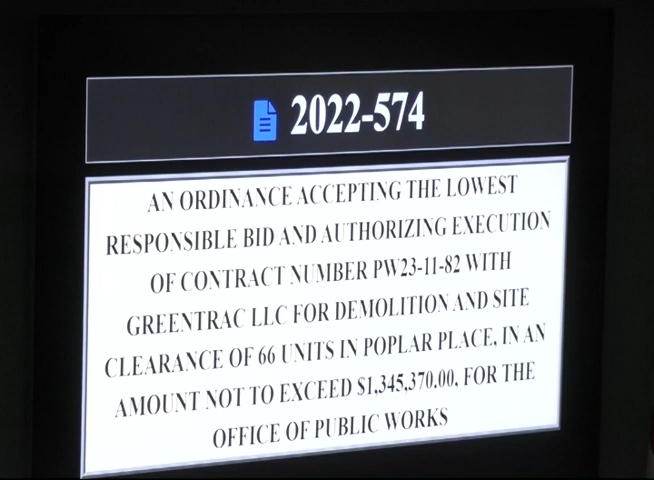 2022-574
AN ORDINANCE ACCEPTING THE LOWEST
RESPONSIBLE BID AND AUTHORIZING EXECUTION
OF CONTRACT NUMBER PW23-11-82 WITH
GREENTRAC LLC FOR DEMOLITION AND SITE
CLEARANCE OF 66 UNITS IN POPLAR PLACE, IN AN
AMOUNT NOT TO EXCEED $1,345,370.00, FOR THE
OFFICE OF PUBLIC WORKS